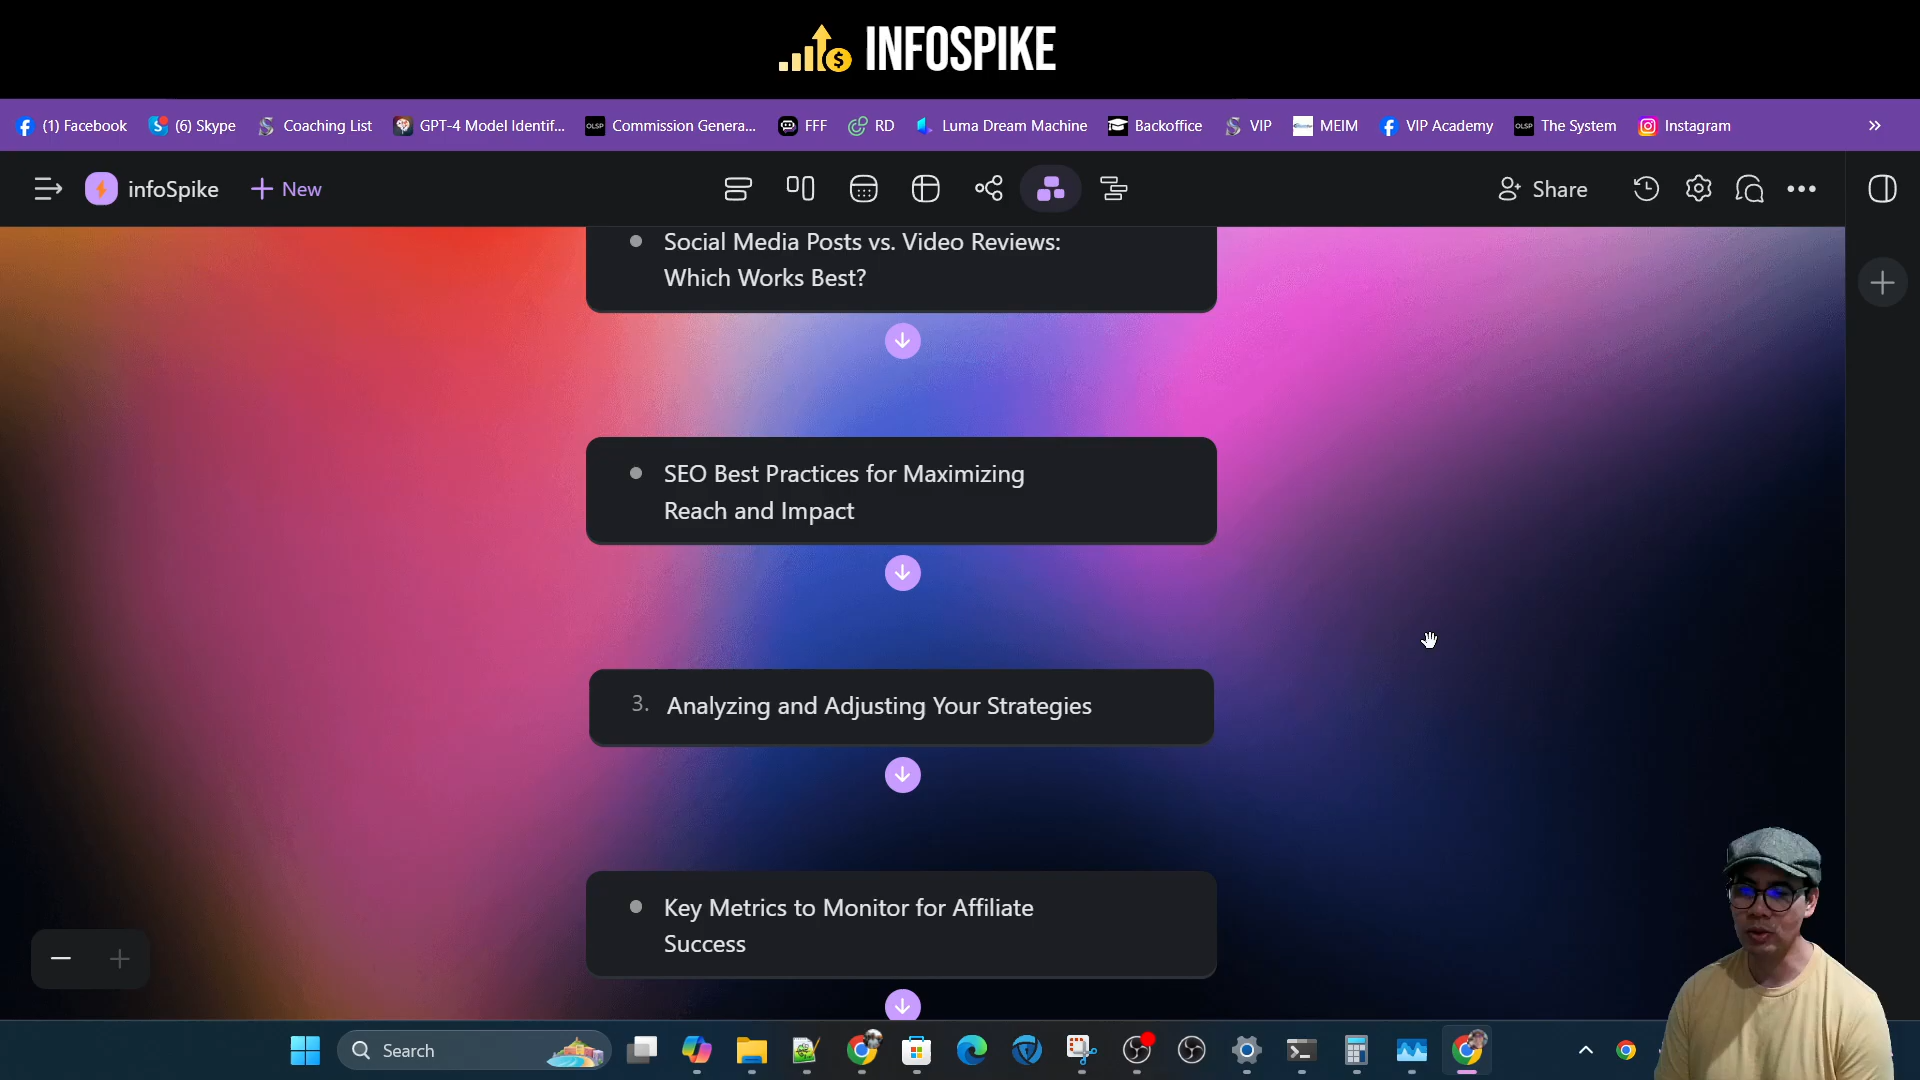 $ INFOSPIKE
(1) Facebook
(6) Skype
Coaching List
GPT-4 Model Identif...
OLSP Commission Genera...
FFF
RD
Luma Dream Machine
Backoffice
VIP
MEIM
VIP Academy
OLSP The System
Instagram
»
infoSpike
+ New
Share
Social Media Posts vs. Video Reviews:
Which Works Best?
SEO Best Practices for Maximizing
Reach and Impact
3. Analyzing and Adjusting Your Strategies
Key Metrics to Monitor for Affiliate
Success
Search